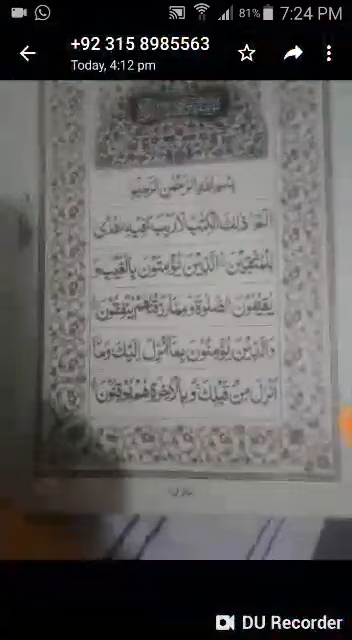 81% 7:24 PM
+92 315 8985563
Today, 4:12 pm
بسم الله الرحمن الرحيم
الم ذلك الكتب لا ريب فيه هدى
للمتقين الذين يؤمنون بالغيب
يقيمون الصلوة ومما رزقنهم ينفقون
والذين يؤمنون بما انزل اليك وما
انزل من قبلك وبالاخرة هم يوقنون
DU Recorder